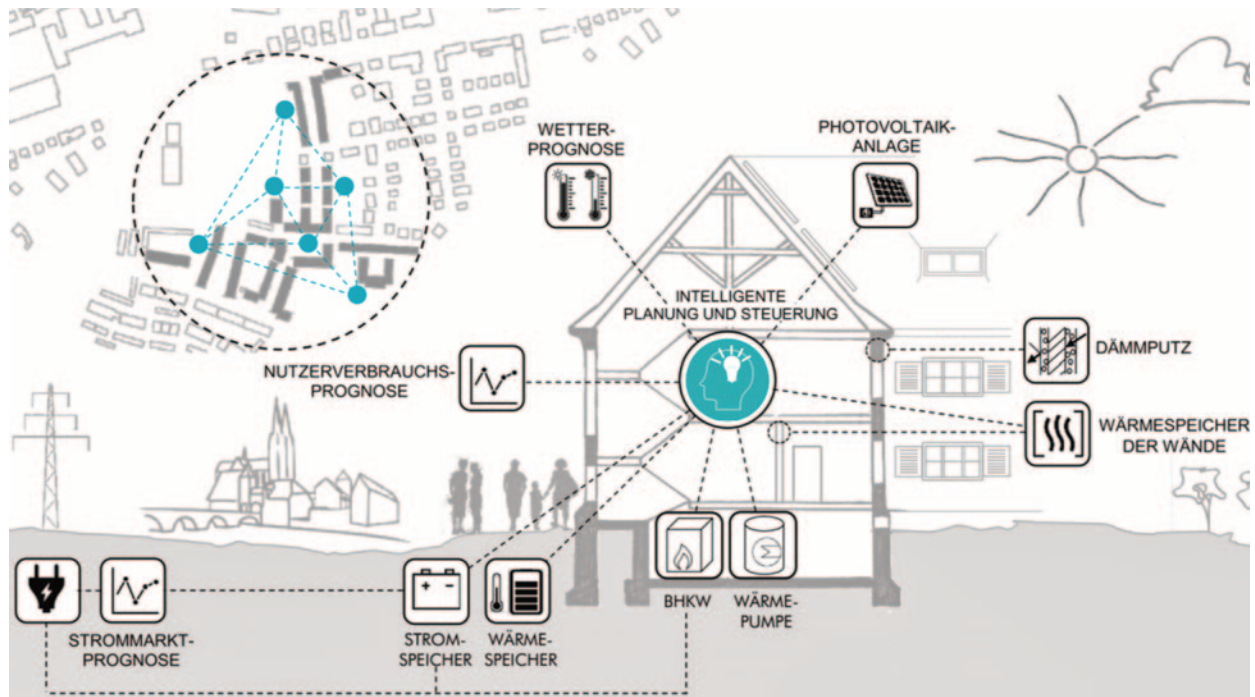 WETTER-
PROGNOSE
PHOTOVOLTAIK-
ANLAGE
INTELLIGENTE
PLANUNG UND STEUERUNG
DÄMMPUTZ
NUTZERVERBRAUCHS-
PROGNOSE
WÄRMESPEICHER
DER WÄNDE
BHKW
WÄRME-
PUMPE
STROMMARKT-
PROGNOSE
STROM-
SPEICHER
WÄRME-
SPEICHER